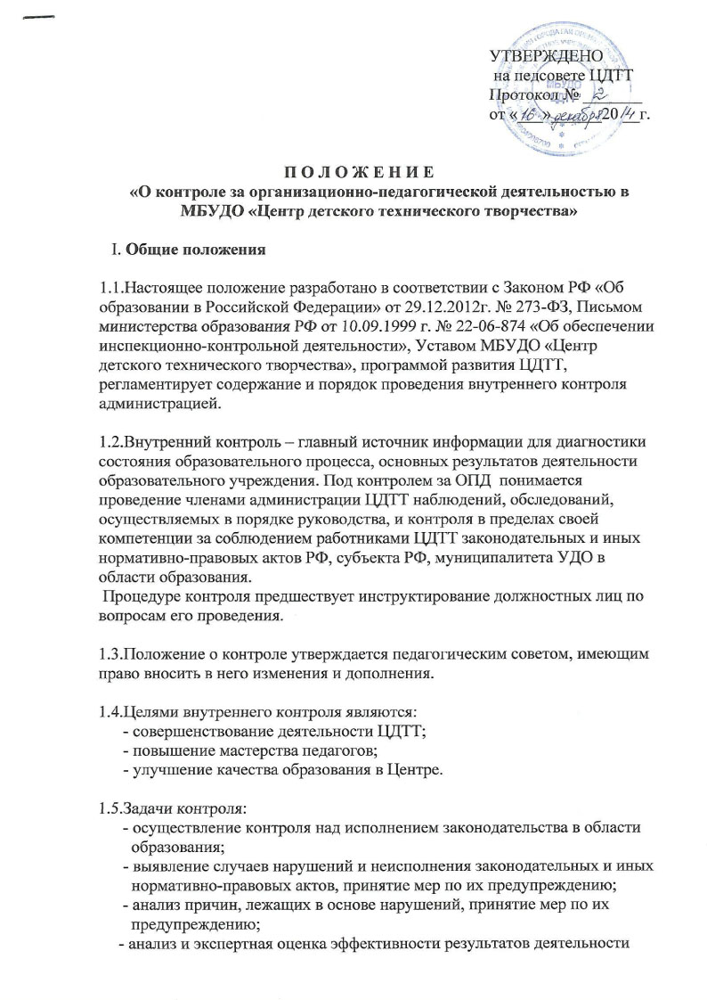 УТВЕРЖДЕНО
на педсовете ЦДТТ
Протокол № 2
от «16» декабря 2014 г.
П О Л О Ж Е Н И Е
«О контроле за организационно-педагогической деятельностью в
МБУДО «Центр детского технического творчества»
I. Общие положения
1.1.Настоящее положение разработано в соответствии с Законом РФ «Об
образовании в Российской Федерации» от 29.12.2012г. № 273-ФЗ, Письмом
министерства образования РФ от 10.09.1999 г. № 22-06-874 «Об обеспечении
инспекционно-контрольной деятельности», Уставом МБУДО «Центр
детского технического творчества», программой развития ЦДТТ,
регламентирует содержание и порядок проведения внутреннего контроля
администрацией.
1.2.Внутренний контроль – главный источник информации для диагностики
состояния образовательного процесса, основных результатов деятельности
образовательного учреждения. Под контролем за ОПД понимается
проведение членами администрации ЦДТТ наблюдений, обследований,
осуществляемых в порядке руководства, и контроля в пределах своей
компетенции за соблюдением работниками ЦДТТ законодательных и иных
нормативно-правовых актов РФ, субъекта РФ, муниципалитета УДО в
области образования.
Процедуре контроля предшествует инструктирование должностных лиц по
вопросам его проведения.
1.3.Положение о контроле утверждается педагогическим советом, имеющим
право вносить в него изменения и дополнения.
1.4.Целями внутреннего контроля являются:
- совершенствование деятельности ЦДТТ;
- повышение мастерства педагогов;
- улучшение качества образования в Центре.
1.5.Задачи контроля:
- осуществление контроля над исполнением законодательства в области
образования;
- выявление случаев нарушений и неисполнения законодательных и иных
нормативно-правовых актов, принятие мер по их предупреждению;
- анализ причин, лежащих в основе нарушений, принятие мер по их
предупреждению;
- анализ и экспертная оценка эффективности результатов деятельности